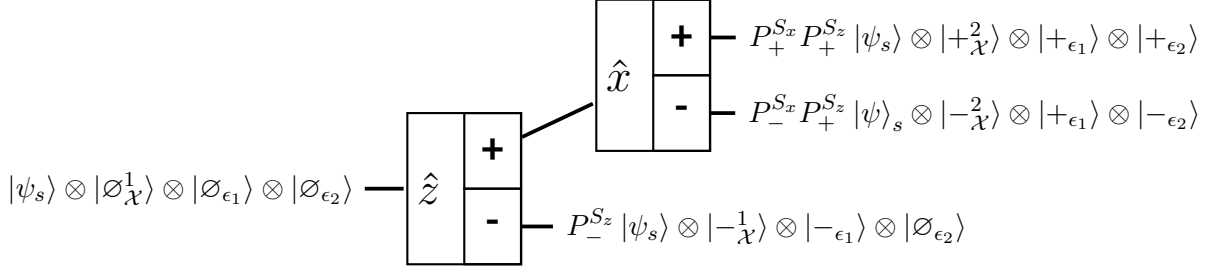 + $P_+^{S_x} P_+^{S_z} |\psi_s\rangle \otimes |+_{\mathcal{X}}^2\rangle \otimes |+_{\epsilon_1}\rangle \otimes |+_{\epsilon_2}\rangle$
$\hat{x}$
- $P_-^{S_x} P_+^{S_z} |\psi\rangle_s \otimes |-_{\mathcal{X}}^2\rangle \otimes |+_{\epsilon_1}\rangle \otimes |-_{\epsilon_2}\rangle$
+
$|\psi_s\rangle \otimes |\varnothing_{\mathcal{X}}^1\rangle \otimes |\varnothing_{\epsilon_1}\rangle \otimes |\varnothing_{\epsilon_2}\rangle$ $\hat{z}$
- $P_-^{S_z} |\psi_s\rangle \otimes |-_{\mathcal{X}}^1\rangle \otimes |-_{\epsilon_1}\rangle \otimes |\varnothing_{\epsilon_2}\rangle$